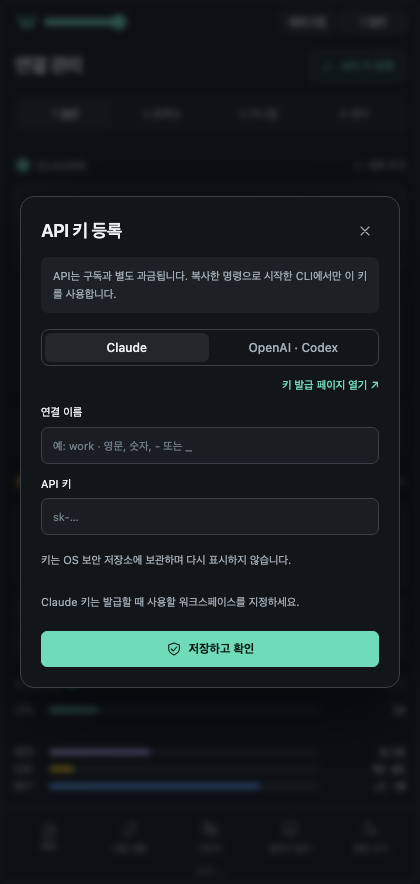 API 키 등록
API는 구독과 별도 과금됩니다. 복사한 명령으로 시작한 CLI에서만 이 키
를 사용합니다.
Claude
OpenAI · Codex
키 발급 페이지 열기 ↗
연결 이름
예: work · 영문, 숫자, - 또는 _
API 키
sk-...
키는 OS 보안 저장소에 보관하며 다시 표시하지 않습니다.
Claude 키는 발급할 때 사용할 워크스페이스를 지정하세요.
저장하고 확인